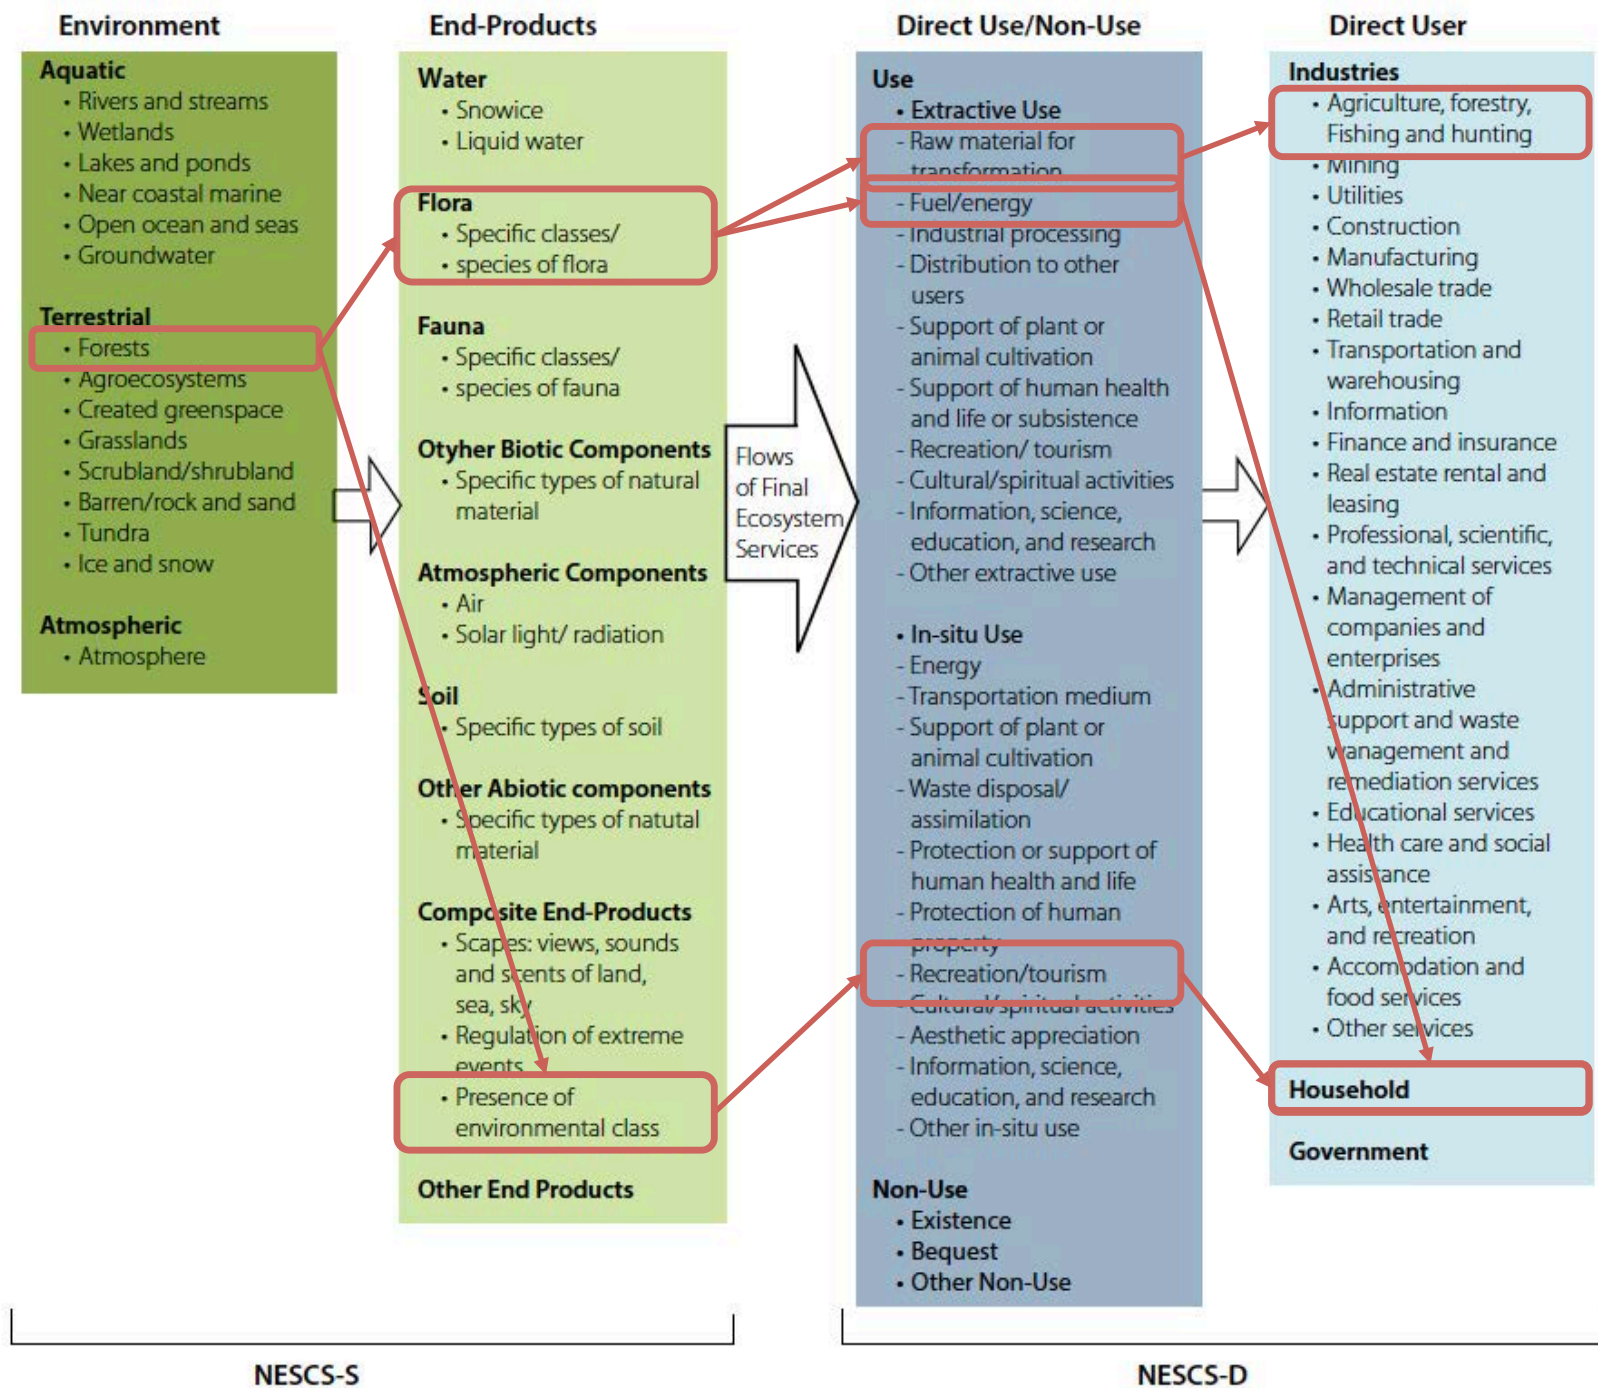 Environment
Aquatic
• Rivers and streams
• Wetlands
• Lakes and ponds
• Near coastal marine
• Open ocean and seas
• Groundwater
Terrestrial
• Forests
• Agroecosystems
• Created greenspace
• Grasslands
• Scrubland/shrubland
• Barren/rock and sand
• Tundra
• Ice and snow
Atmospheric
• Atmosphere
End-Products
Water
• Snowice
• Liquid water
Flora
• Specific classes/
• species of flora
Fauna
• Specific classes/
• species of fauna
Otyher Biotic Components
• Specific types of natural
material
Atmospheric Components
• Air
• Solar light/ radiation
Soil
• Specific types of soil
Other Abiotic components
• Specific types of natutal
material
Composite End-Products
• Scapes: views, sounds
and scents of land,
sea, sky
• Regulation of extreme
events
• Presence of
environmental class
Other End Products
Flows
of Final
Ecosystem
Services
Direct Use/Non-Use
Use
• Extractive Use
- Raw material for
transformation
- Fuel/energy
- Industrial processing
- Distribution to other
users
- Support of plant or
animal cultivation
- Support of human health
and life or subsistence
- Recreation/ tourism
- Cultural/spiritual activities
- Information, science,
education, and research
- Other extractive use
• In-situ Use
- Energy
- Transportation medium
- Support of plant or
animal cultivation
- Waste disposal/
assimilation
- Protection or support of
human health and life
- Protection of human
property
- Recreation/tourism
- Cultural/spiritual activities
- Aesthetic appreciation
- Information, science,
education, and research
- Other in-situ use
Non-Use
• Existence
• Bequest
• Other Non-Use
Direct User
Industries
• Agriculture, forestry,
Fishing and hunting
• Mining
• Utilities
• Construction
• Manufacturing
• Wholesale trade
• Retail trade
• Transportation and
warehousing
• Information
• Finance and insurance
• Real estate rental and
leasing
• Professional, scientific,
and technical services
• Management of
companies and
enterprises
• Administrative
support and waste
wanagement and
remediation services
• Educational services
• Health care and social
assistance
• Arts, entertainment,
and recreation
• Accomodation and
food services
• Other services
Household
Government
NESCS-S
NESCS-D